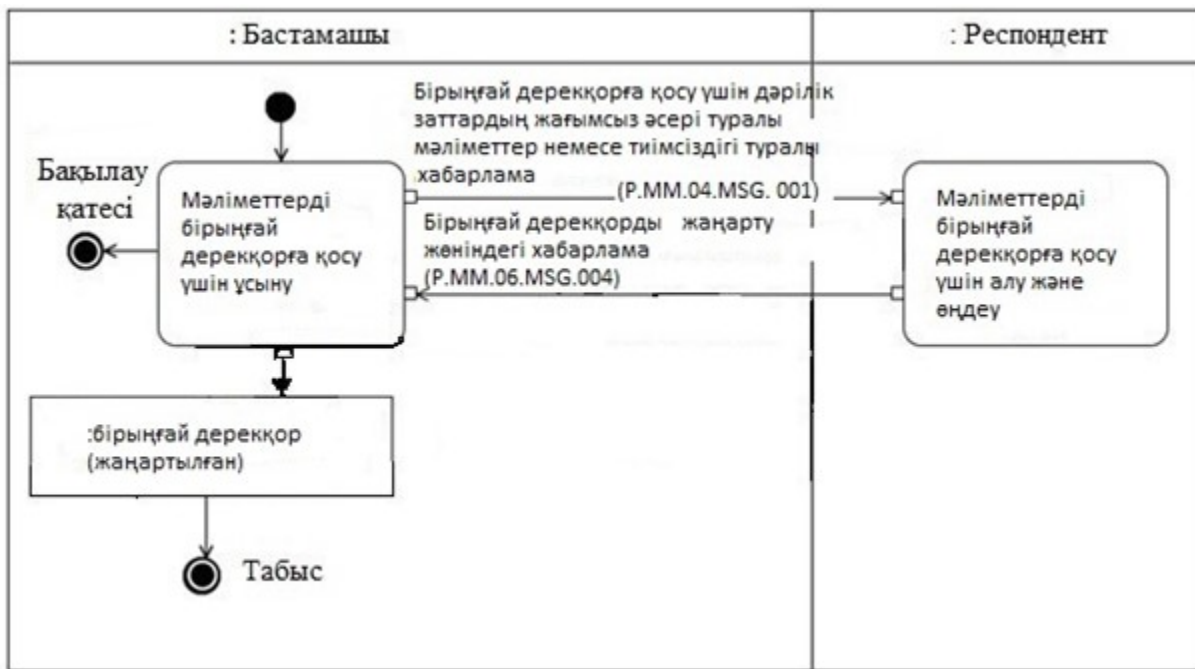 : Бастамашы
: Респондент
Бірыңғай дерекқорға қосу үшін дәрілік
заттардың жағымсыз әсері туралы
мәліметтер немесе тиімсіздігі туралы
хабарлама
(P.MM.04.MSG. 001)
Бақылау
қатесі
Мәліметтерді
бірыңғай
дерекқорға қосу
үшін ұсыну
Бірыңғай дерекқорды жаңарту
жөніндегі хабарлама
(P.MM.06.MSG.004)
Мәліметтерді
бірыңғай
дерекқорға қосу
үшін алу және
өңдеу
:бірыңғай дерекқор
(жаңартылған)
Табыс